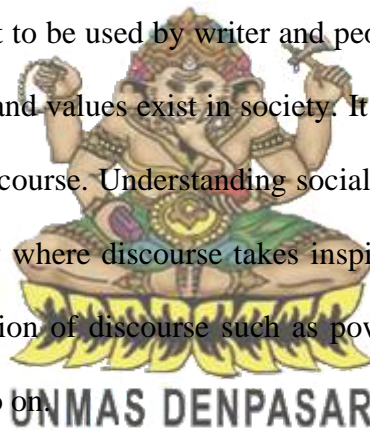 t to be used by writer and peo
and values exist in society. It
course. Understanding social
where discourse takes inspi
ion of discourse such as pow
on.
UNMAS DENPASAR